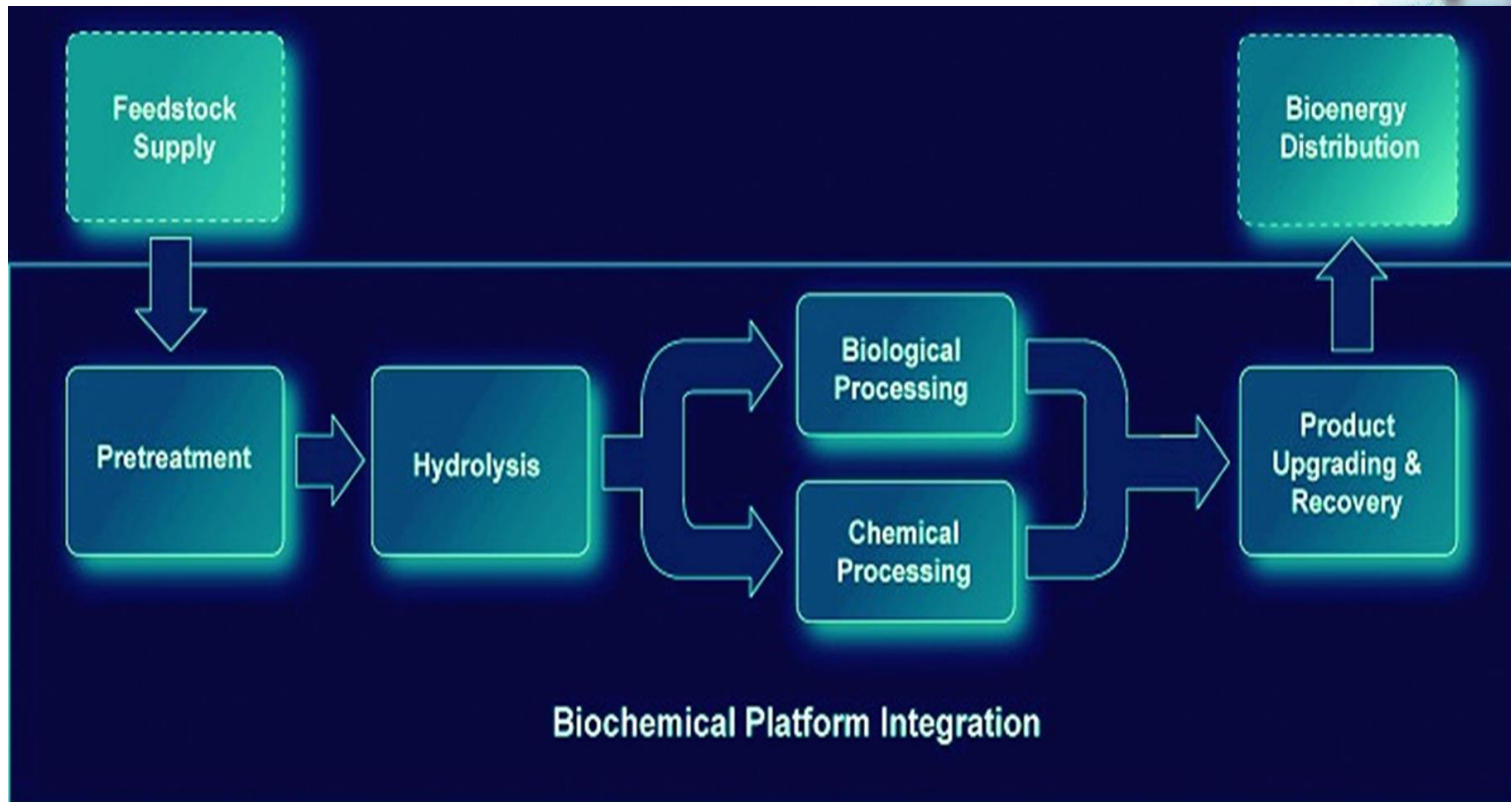 Feedstock
Supply
Bioenergy
Distribution
Pretreatment
Hydrolysis
Biological
Processing
Chemical
Processing
Product
Upgrading &
Recovery
Biochemical Platform Integration